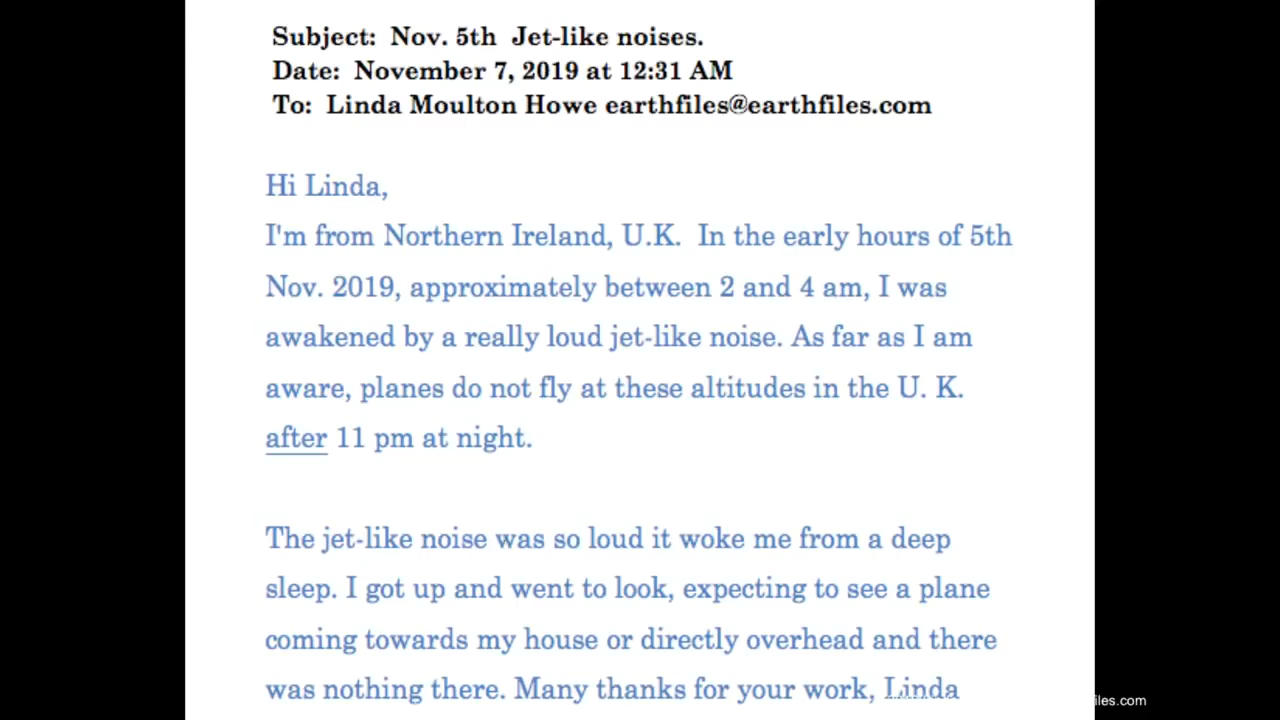 Subject: Nov. 5th Jet-like noises.
Date: November 7, 2019 at 12:31 AM
To: Linda Moulton Howe earthfiles@earthfiles.com
Hi Linda,
I'm from Northern Ireland, U.K. In the early hours of 5th
Nov. 2019, approximately between 2 and 4 am, I was
awakened by a really loud jet-like noise. As far as I am
aware, planes do not fly at these altitudes in the U. K.
after 11 pm at night.
The jet-like noise was so loud it woke me from a deep
sleep. I got up and went to look, expecting to see a plane
coming towards my house or directly overhead and there
was nothing there. Many thanks for your work, Linda
iles.com